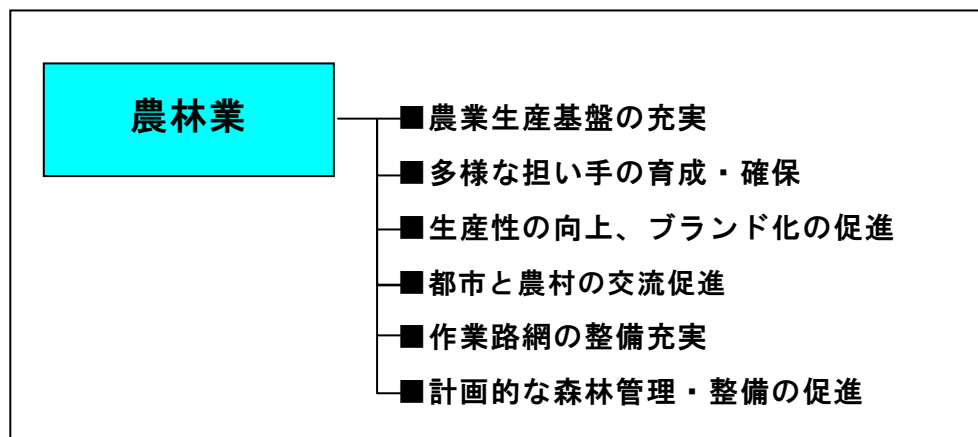 農林業
■農業生産基盤の充実
■多様な担い手の育成・確保
■生産性の向上、ブランド化の促進
■都市と農村の交流促進
■作業路網の整備充実
■計画的な森林管理・整備の促進